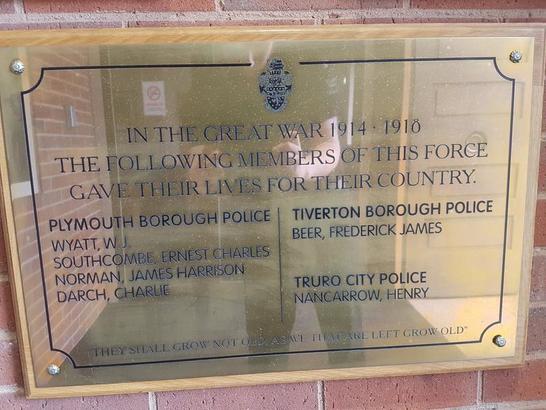 IN THE GREAT WAR 1914 · 1918
THE FOLLOWING MEMBERS OF THIS FORCE
GAVE THEIR LIVES FOR THEIR COUNTRY.
PLYMOUTH BOROUGH POLICE
WYATT, W.J.
SOUTHCOMBE, ERNEST CHARLES
NORMAN, JAMES HARRISON
DARCH, CHARLIE
TIVERTON BOROUGH POLICE
BEER, FREDERICK JAMES
TRURO CITY POLICE
NANCARROW, HENRY
"THEY SHALL GROW NOT OLD, AS WE THAT ARE LEFT GROW OLD"